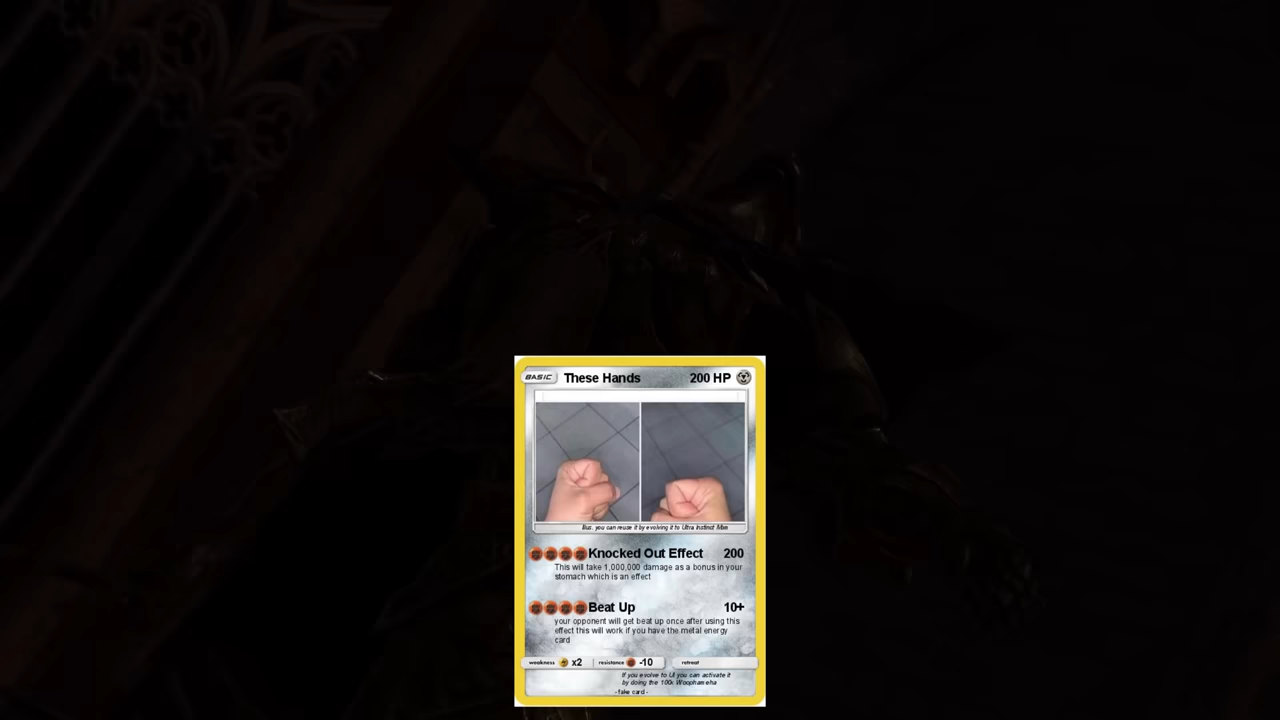 BASIC These Hands 200 HP
Illus. you can reuse it by evolving it to Ultra Instinct Man
Knocked Out Effect 200
This will take 1,000,000 damage as a bonus in your
stomach which is an effect
Beat Up 10+
your opponent will get beat up once after using this
effect this will work if you have the metal energy
card
weakness x2 resistance -10 retreat
If you evolve to UI you can activate it
by doing the 100x Woophameha
- fake card -